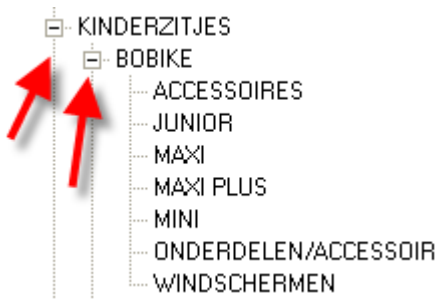 KINDERZITJES
BOBIKE
ACCESSOIRES
JUNIOR
MAXI
MAXI PLUS
MINI
ONDERDELEN/ACCESSOIR
WINDSCHERMEN